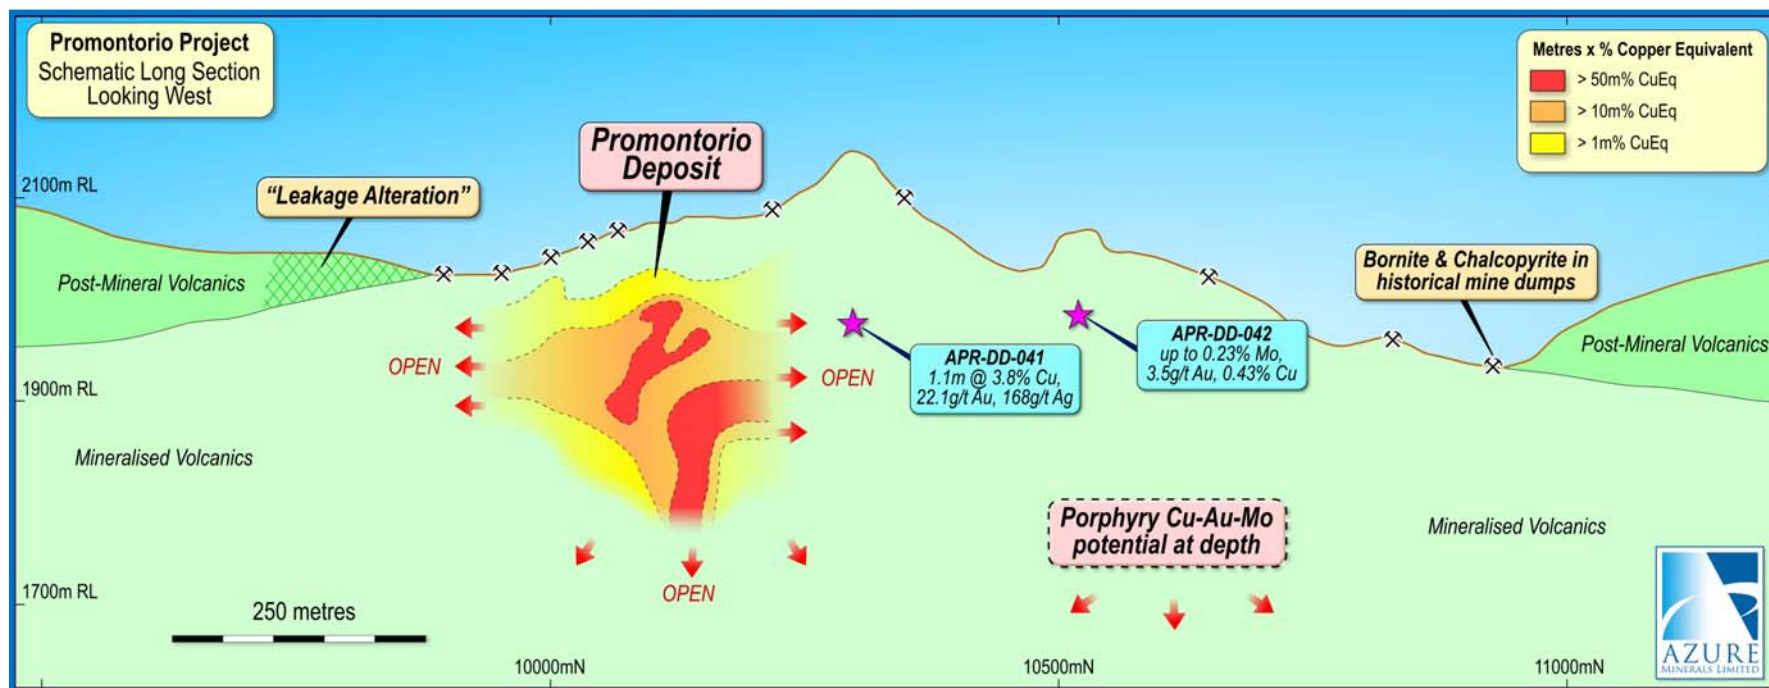 Promontorio Project
Schematic Long Section
Looking West
Metres x % Copper Equivalent
> 50m% CuEq
> 10m% CuEq
> 1m% CuEq
Promontorio
Deposit
2100m RL
“Leakage Alteration”
Post-Mineral Volcanics
Bornite & Chalcopyrite in
historical mine dumps
Post-Mineral Volcanics
OPEN
OPEN
APR-DD-041
1.1m @ 3.8% Cu,
22.1g/t Au, 168g/t Ag
APR-DD-042
up to 0.23% Mo,
3.5g/t Au, 0.43% Cu
1900m RL
Mineralised Volcanics
Porphyry Cu-Au-Mo
potential at depth
Mineralised Volcanics
1700m RL
OPEN
250 metres
10000mN
10500mN
11000mN
AZURE
MINERALS LIMITED